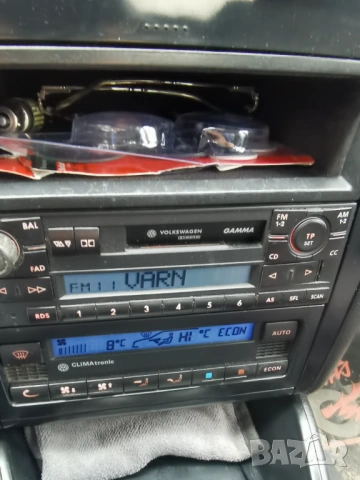 BAL
FAD
VOLKSWAGEN
GAMMA
FM 1-2
AM 1-2
TP SET
CD
CC
FM11 VARN
RDS 1 2 3 4 5 6 AS SFL SCAN
8°C HI °C ECON
AUTO
CLIMAtronic
ECON
BAZAR